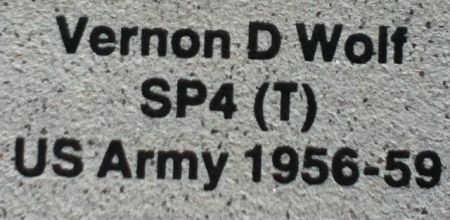 Vernon D Wolf
SP4 (T)
US Army 1956-59